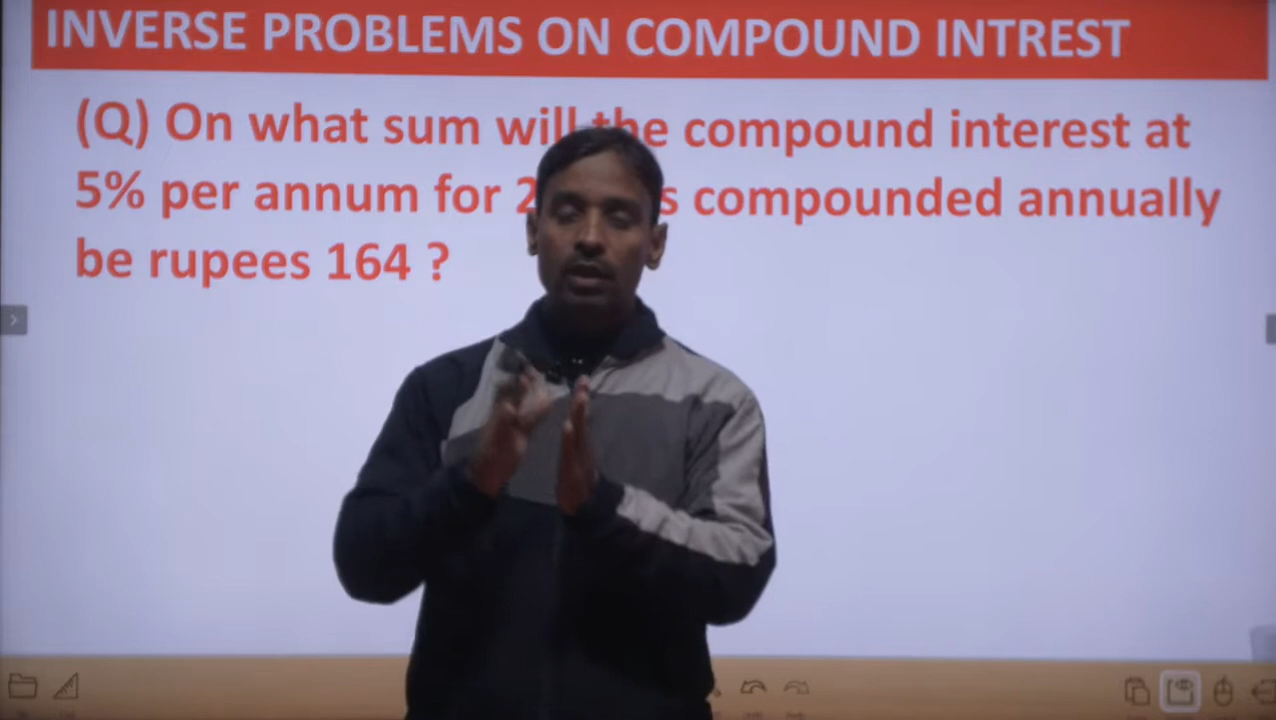 INVERSE PROBLEMS ON COMPOUND INTREST
(Q) On what sum will the compound interest at
5% per annum for 2 compounded annually
be rupees 164 ?